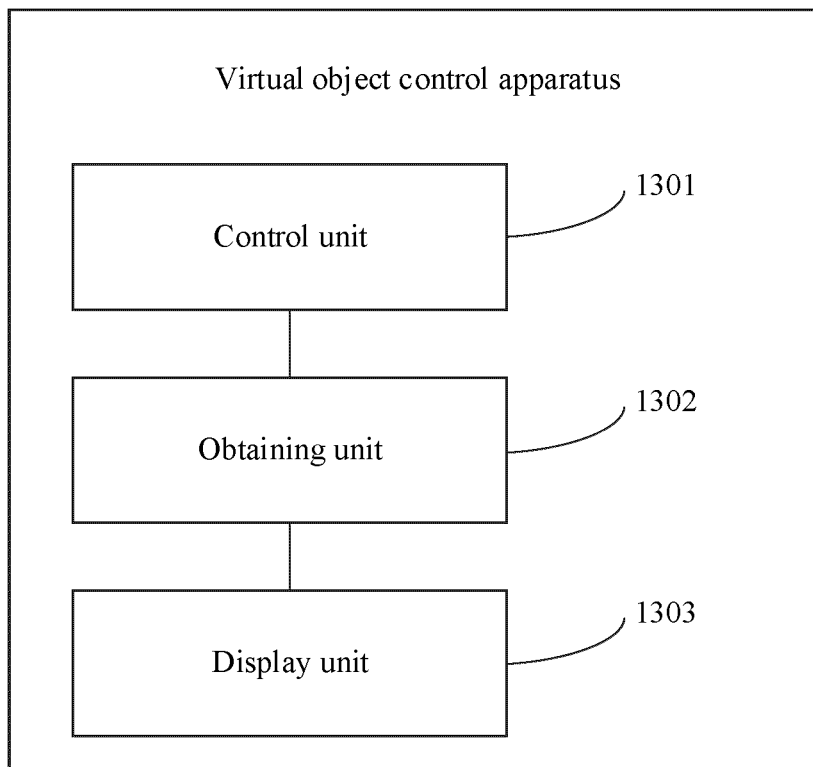 Virtual object control apparatus
1301
Control unit
1302
Obtaining unit
1303
Display unit